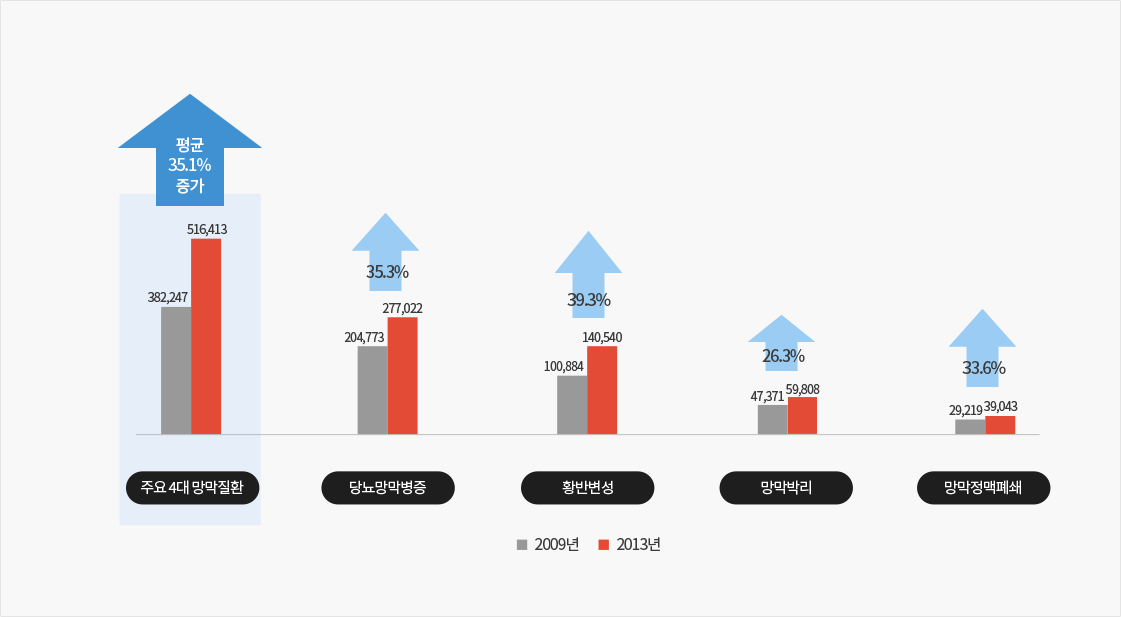 평균
35.1%
증가
516,413
382,247
35.3%
277,022
204,773
39.3%
140,540
100,884
26.3%
59,808
47,371
33.6%
39,043
29,219
주요 4대 망막질환
당뇨망막병증
황반변성
망막박리
망막정맥폐쇄
2009년
2013년